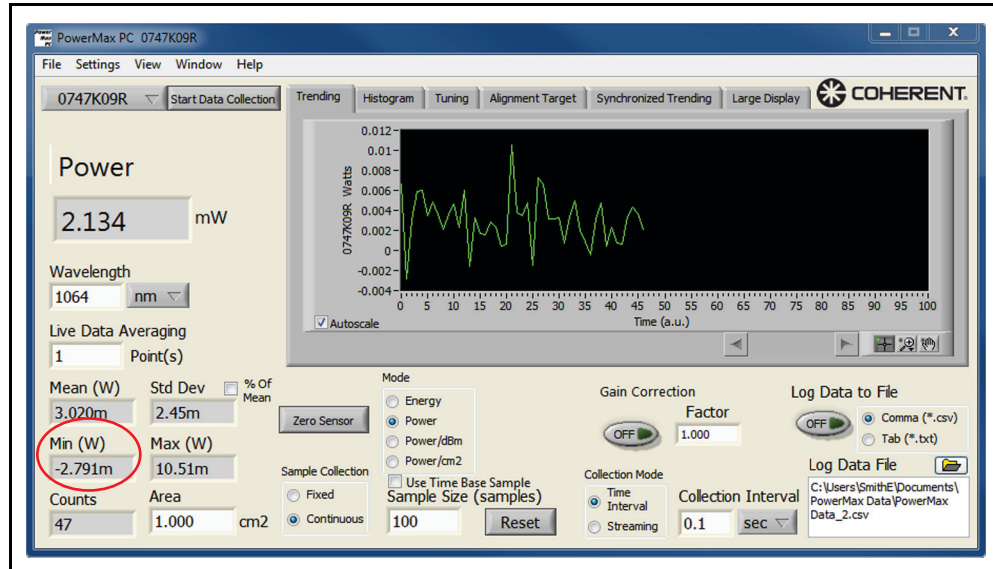 Power Max PC PowerMax PC 0747K09R
File Settings View Window Help
0747K09R Start Data Collection
Trending Histogram Tuning Alignment Target Synchronized Trending Large Display COHERENT.
Power
2.134 mW
Wavelength
1064 nm
Live Data Averaging
1 Point(s)
0747K09R Watts
0.012
0.01
0.008
0.006
0.004
0.002
0
-0.002
-0.004
0 5 10 15 20 25 30 35 40 45 50 55 60 65 70 75 80 85 90 95 100
Time (a.u.)
Autoscale
Mean (W) Std Dev % Of Mean
3.020m 2.45m
Min (W) Max (W)
-2.791m 10.51m
Counts Area
47 1.000 cm2
Zero Sensor
Sample Collection
Fixed
Continuous
Mode
Energy
Power
Power/dBm
Power/cm2
Use Time Base Sample
Sample Size (samples)
100 Reset
Gain Correction
OFF Factor
1.000
Collection Mode
Time Interval
Streaming
Collection Interval
0.1 sec
Log Data to File
OFF Comma (*.csv)
Tab (*.txt)
Log Data File
C:\Users\SmithE\Documents\
PowerMax Data\PowerMax
Data_2.csv